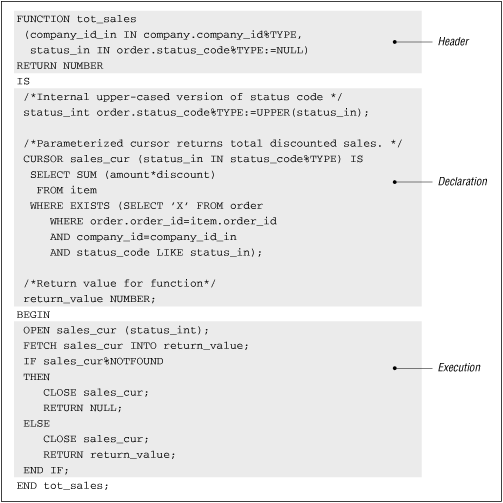 FUNCTION tot_sales
(company_id_in IN company.company_id%TYPE,
status_in IN order.status_code%TYPE:=NULL)
Header
RETURN NUMBER
IS
/*Internal upper-cased version of status code */
status_int order.status_code%TYPE:=UPPER(status_in);
/*Parameterized cursor returns total discounted sales. */
CURSOR sales_cur (status_in IN status_code%TYPE) IS
SELECT SUM (amount*discount)
Declaration
FROM item
WHERE EXISTS (SELECT ‘X’ FROM order
WHERE order.order_id=item.order_id
AND company_id=company_id_in
AND status_code LIKE status_in);
/*Return value for function*/
return_value NUMBER;
BEGIN
OPEN sales_cur (status_int);
FETCH sales_cur INTO return_value;
IF sales_cur%NOTFOUND
Execution
THEN
CLOSE sales_cur;
RETURN NULL;
ELSE
CLOSE sales_cur;
RETURN return_value;
END IF;
END tot_sales;